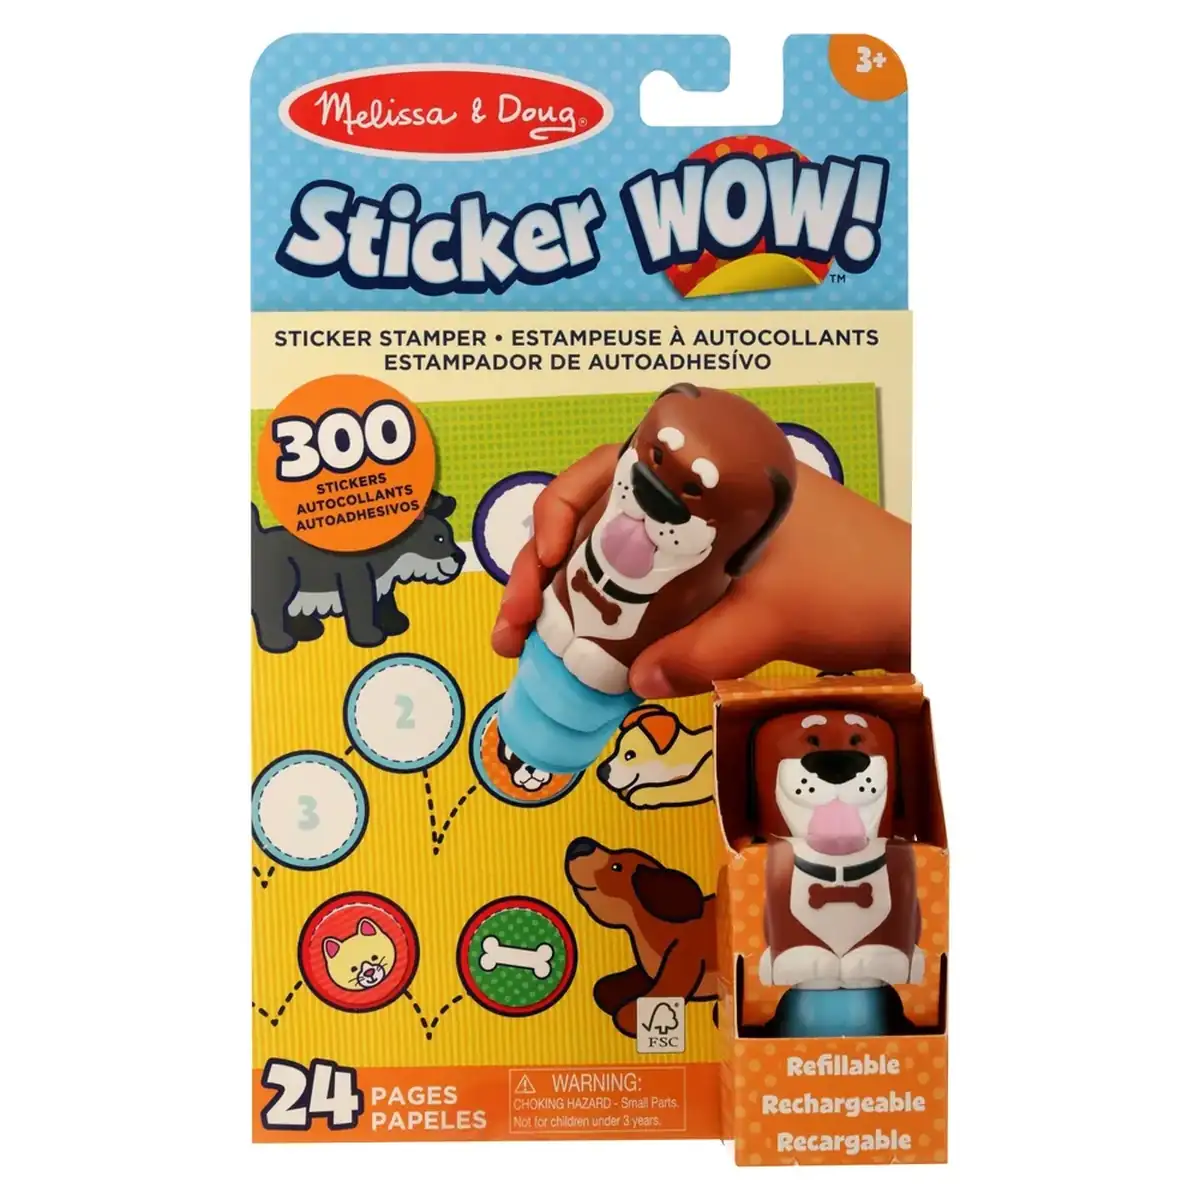 3+
Melissa & Doug®
Sticker WOW!™
STICKER STAMPER • ESTAMPEUSE À AUTOCOLLANTS
ESTAMPADOR DE AUTOADHESÍVO
300
STICKERS
AUTOCOLLANTS
AUTOADHESIVOS
1
2
3
FSC
24 PAGES
PAPELES
⚠ WARNING:
CHOKING HAZARD - Small Parts.
Not for children under 3 years.
Refillable
Rechargeable
Recargable